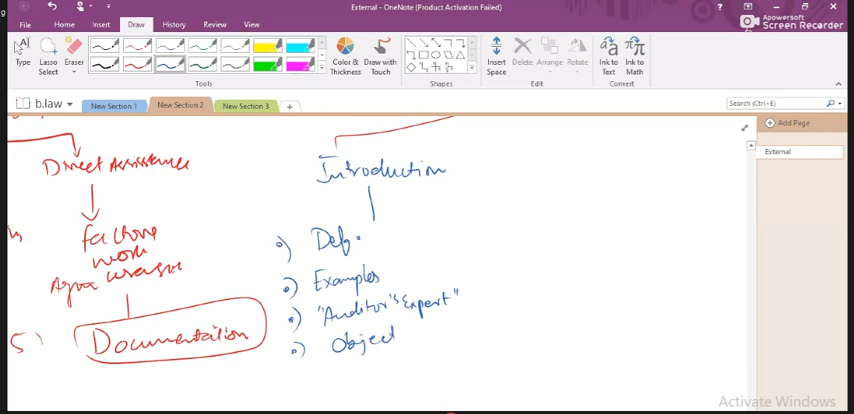 External - OneNote (Product Activation Failed)
Apowersoft
Screen Recorder
File Home Insert Draw History Review View
Type
Lasso Select
Eraser
Color & Thickness
Draw with Touch
Insert Space
Delete
Arrange
Rotate
Ink to Text
Ink to Math
Tools
Shapes
Edit
Convert
b.law
New Section 1
New Section 2
New Section 3
Search (Ctrl+E)
Add Page
External
Direct Assistance
work
5)
Documentation
Introduction
Def.
Examples
"Auditor's Expert"
Object
Activate Windows